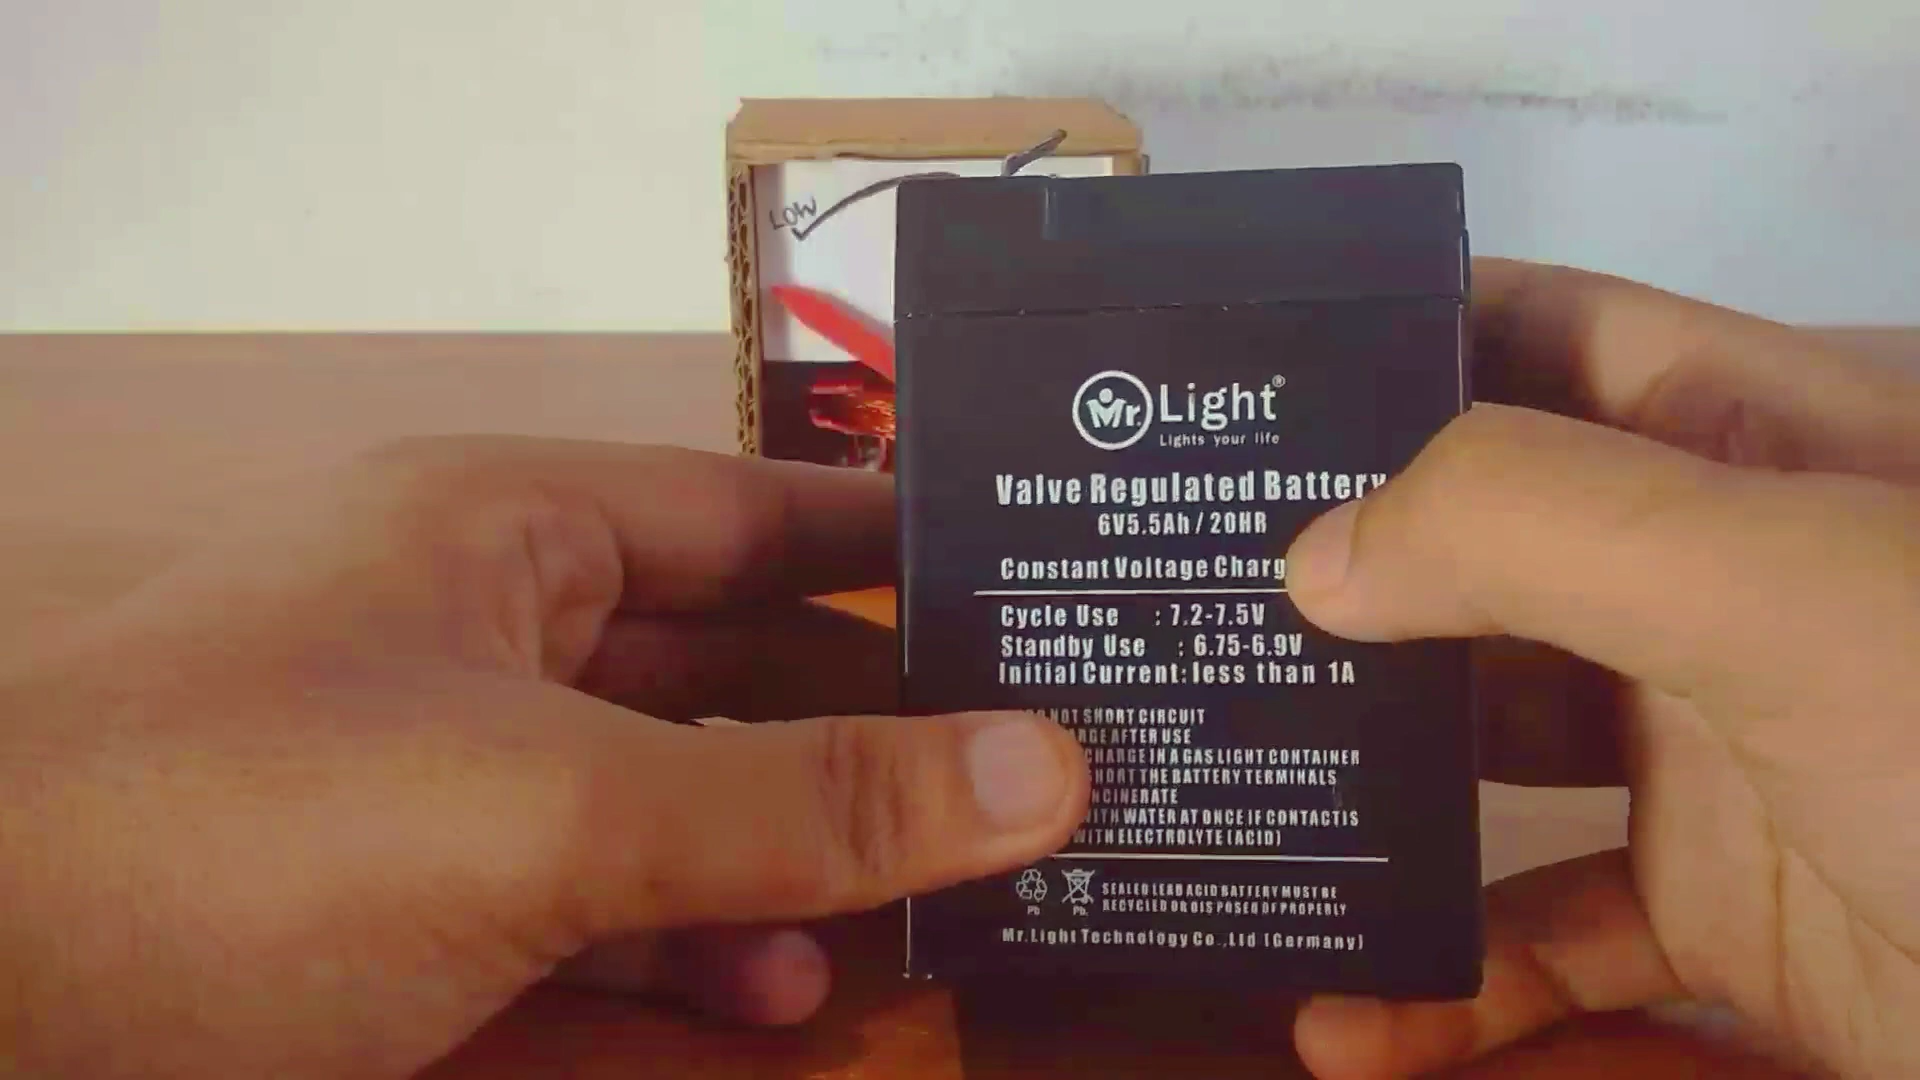 LOW
Mr. Light®
Lights your life
Valve Regulated Battery
6V5.5Ah / 20HR
Constant Voltage Charg
Cycle Use : 7.2-7.5V
Standby Use : 6.75-6.9V
Initial Current: less than 1A
NOT SHORT CIRCUIT
AFTER USE
CHARGE IN A GAS LIGHT CONTAINER
SHORT THE BATTERY TERMINALS
NCINERATE
WITH WATER AT ONCE IF CONTACT IS
WITH ELECTROLYTE (ACID)
SEALED LEAD ACID BATTERY MUST BE
RECYCLED OR DISPOSED OF PROPERLY
Pb Pb.
Mr.Light Technology Co.,Ltd (Germany)